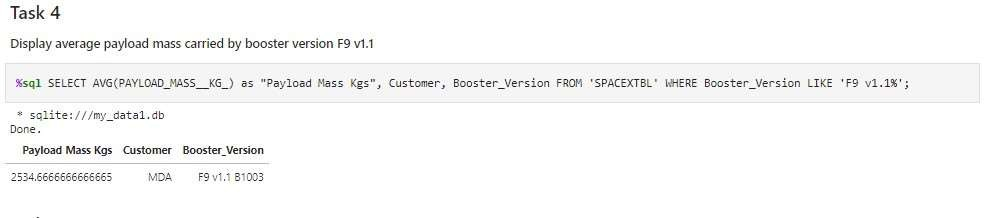 Task 4
Display average payload mass carried by booster version F9 v1.1
%sql SELECT AVG(PAYLOAD_MASS__KG_) as "Payload Mass Kgs", Customer, Booster_Version FROM 'SPACEXTBL' WHERE Booster_Version LIKE 'F9 v1.1%';
* sqlite:///my_data1.db
Done.
Payload Mass Kgs Customer Booster_Version
2534.6666666666665 MDA F9 v1.1 B1003